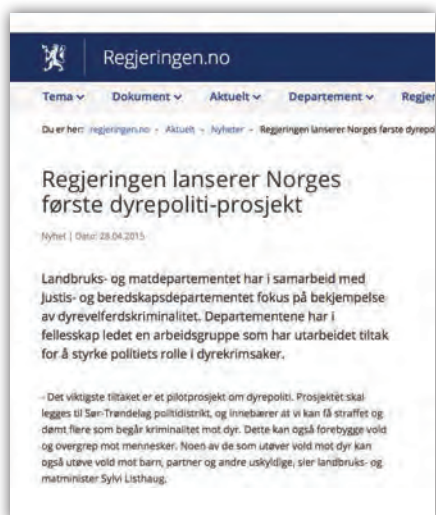 Regjeringen.no
Tema Dokument Aktuelt Departement Regjer
Du er her: regjeringen.no Aktuelt Nyheter Regjeringen lanserer Norges første dyrepo
Regjeringen lanserer Norges
første dyrepoliti-prosjekt
Nyhet | Dato: 28.04.2015
Landbruks- og matdepartementet har i samarbeid med
Justis- og beredskapsdepartementet fokus på bekjempelse
av dyrevelferdskriminalitet. Departementene har i
fellesskap ledet en arbeidsgruppe som har utarbeidet tiltak
for å styrke politiets rolle i dyrekrimsaker.
- Det viktigste tiltaket er et pilotprosjekt om dyrepoliti. Prosjektet skal
legges til Sør-Trøndelag politidistrikt, og innebærer at vi kan få straffet og
dømt flere som begår kriminalitet mot dyr. Dette kan også forebygge vold
og overgrep mot mennesker. Noen av de som utøver vold mot dyr kan
også utøve vold mot barn, partner og andre uskyldige, sier landbruks- og
matminister Sylvi Listhaug.